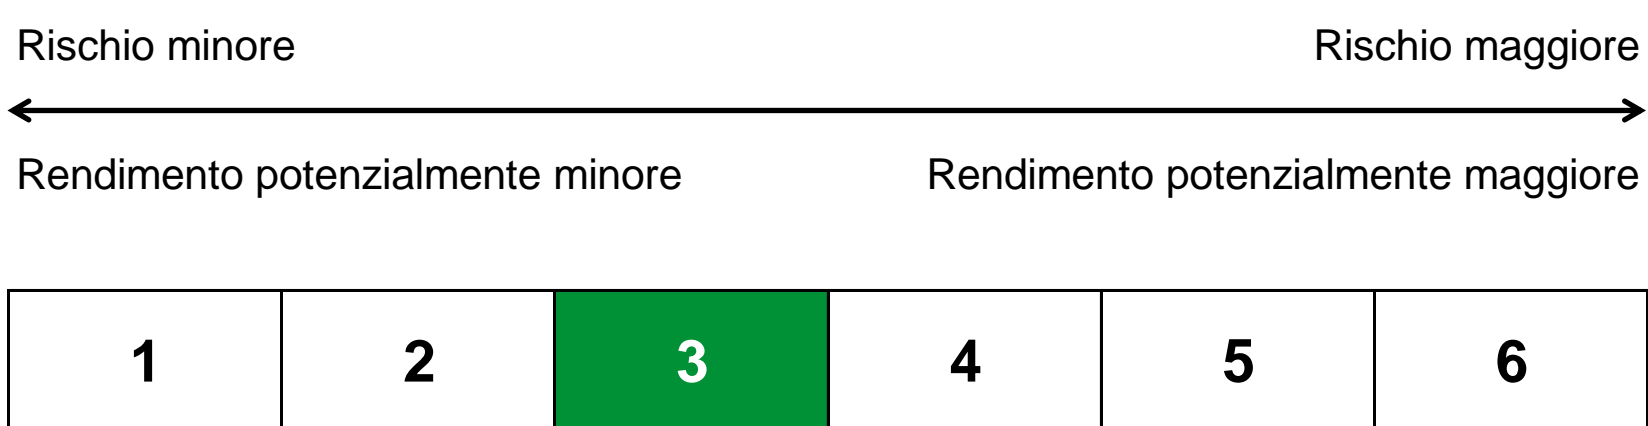 Rischio minore Rischio maggiore
Rendimento potenzialmente minore Rendimento potenzialmente maggiore
1 2 3 4 5 6